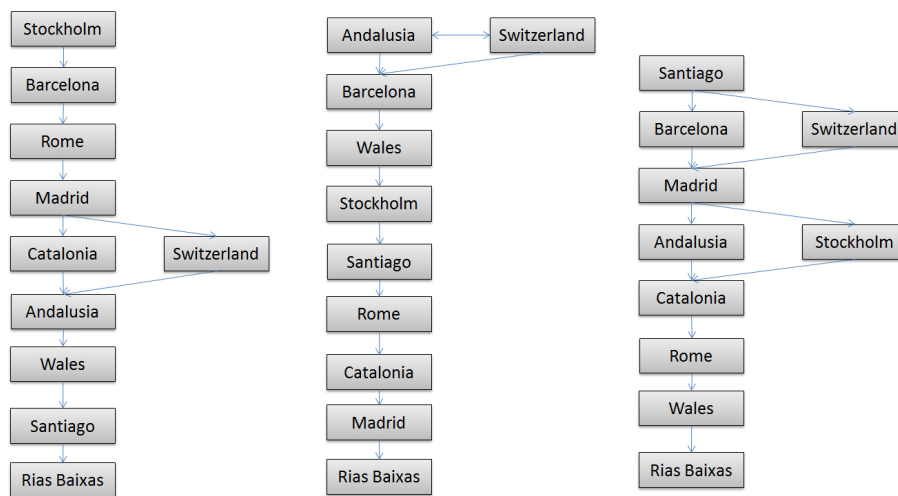 Stockholm
Barcelona
Rome
Madrid
Catalonia
Switzerland
Andalusia
Wales
Santiago
Rias Baixas
Andalusia
Switzerland
Barcelona
Wales
Stockholm
Santiago
Rome
Catalonia
Madrid
Rias Baixas
Santiago
Barcelona
Switzerland
Madrid
Andalusia
Stockholm
Catalonia
Rome
Wales
Rias Baixas